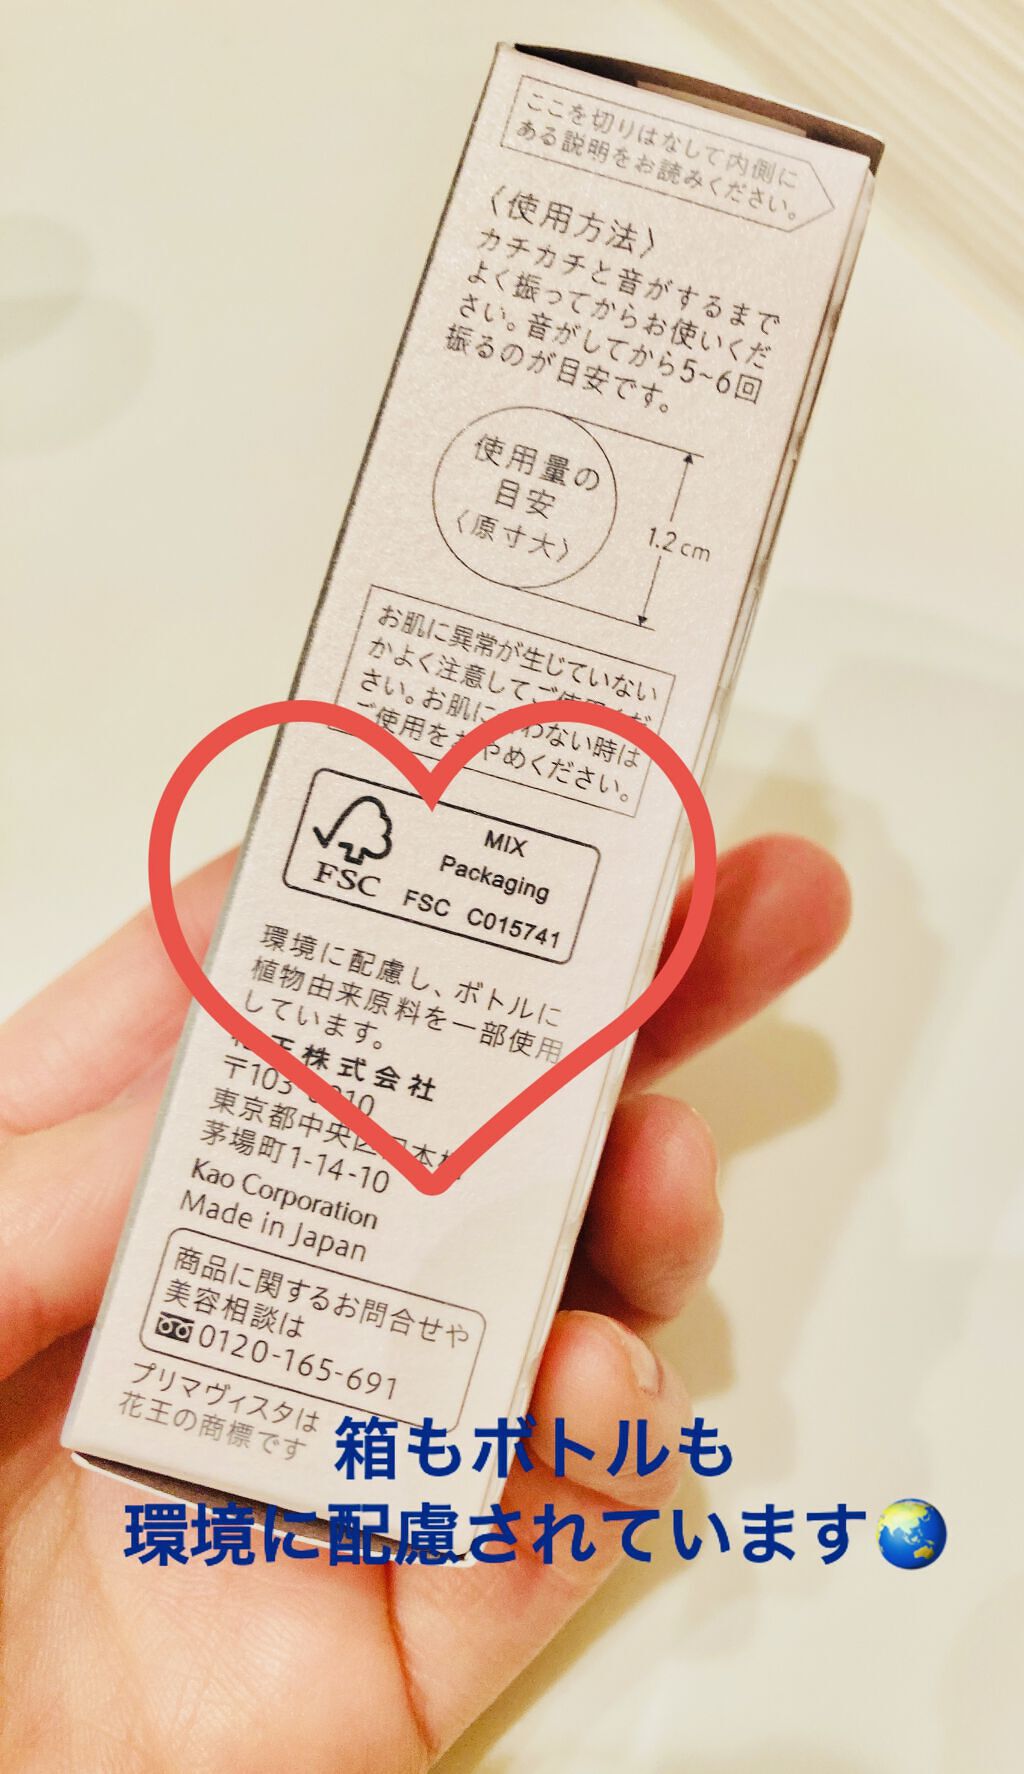 ここを切りはなして内側に
ある説明をお読みください。
〈使用方法〉
カチカチと音がするまで
よく振ってからお使いくだ
さい。音がしてから5~6回
振るのが目安です。
使用量の
目安
〈原寸大〉
1.2cm
お肌に異常が生じていない
かよく注意してご使用くだ
さい。お肌に わない時は
ご使用をおやめください。
FSC
MIX
Packaging
FSC C015741
環境に配慮し、ボトルに
植物由来原料を一部使用
しています。
王株式会社
〒103 10
東京都中央区日本
茅場町1-14-10
Kao Corporation
Made in Japan
商品に関するお問合せや
美容相談は
0120-165-691
プリマヴィスタは
花王の商標です
箱もボトルも
環境に配慮されています🌏